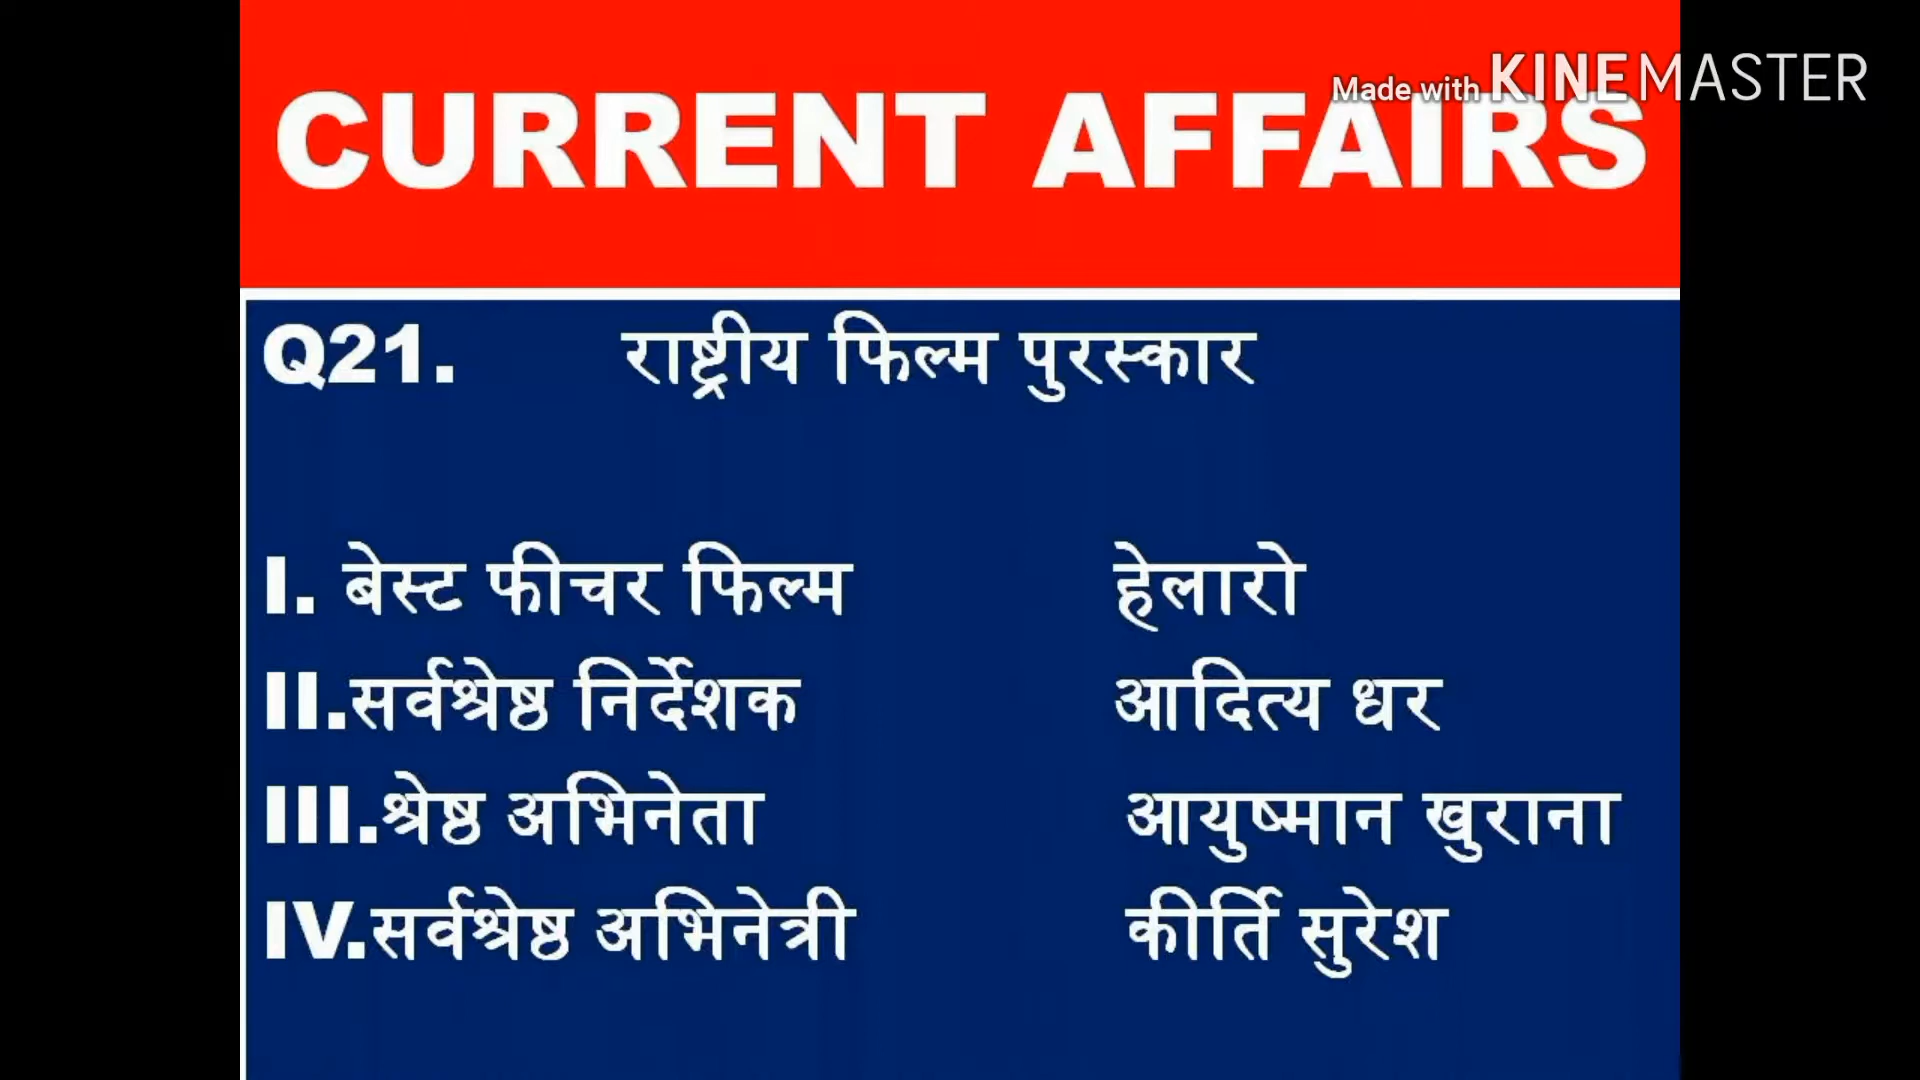 Made with KINEMASTER
CURRENT AFFAIRS
Q21. राष्ट्रीय फिल्म पुरस्कार
I. बेस्ट फीचर फिल्म हेलारो
II.सर्वश्रेष्ठ निर्देशक आदित्य धर
III.श्रेष्ठ अभिनेता आयुष्मान खुराना
IV.सर्वश्रेष्ठ अभिनेत्री कीर्ति सुरेश